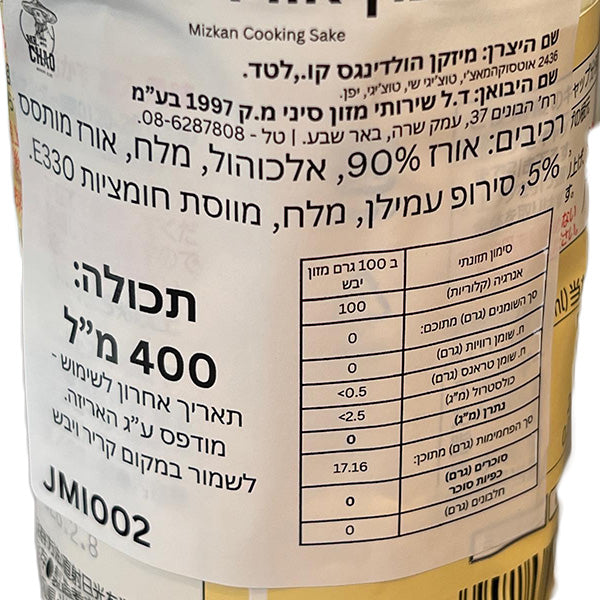 Mizkan Cooking Sake
שם היצרן: מיזקן הולדינגס קו.,לטד.
2436 אוטסוקהמאצ'י, טוצ'יגי שי, טוצ'יגי, יפן.
שם היבואן: ד.ל שירותי מזון סיני מ.ק 1997 בע"מ
רח' הבונים 37, עמק שרה, באר שבע. | טל - 08-6287808.
רכיבים: אורז 90%, אלכוהול, מלח, אורז מותסס
5%, סירופ עמילן, מלח, מווסת חומציות E330.
תכולה:
400 מ"ל
תאריך אחרון לשימוש -
מודפס ע"ג האריזה.
לשמור במקום קריר ויבש
JMI002
סימון תזונתי ב 100 גרם מזון יבש
אנרגיה (קלוריות) 100
סך השומנים (גרם) מתוכם: 0
ח. שומן רוויות (גרם) 0
ח. שומן טראנס (גרם) <0.5
כולסטרול (מ"ג) <2.5
נתרן (מ"ג) 0
סך הפחמימות (גרם) מתוכן: 17.16
סוכרים (גרם)
כפיות סוכר 0
חלבונים (גרם) 0